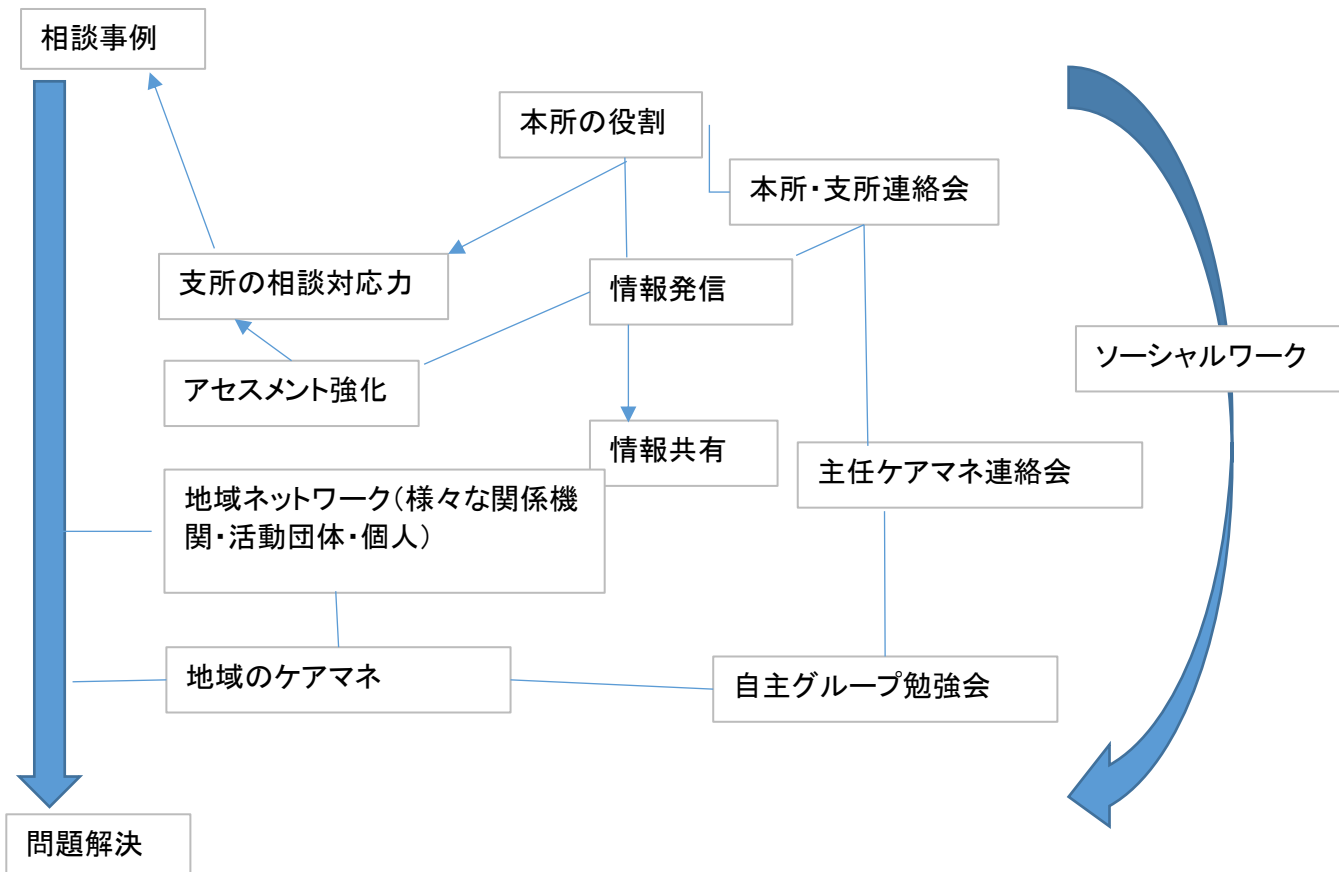 相談事例
本所の役割
本所・支所連絡会
支所の相談対応力
情報発信
ソーシャルワーク
アセスメント強化
情報共有
主任ケアマネ連絡会
地域ネットワーク（様々な関係機
関・活動団体・個人）
地域のケアマネ
自主グループ勉強会
問題解決